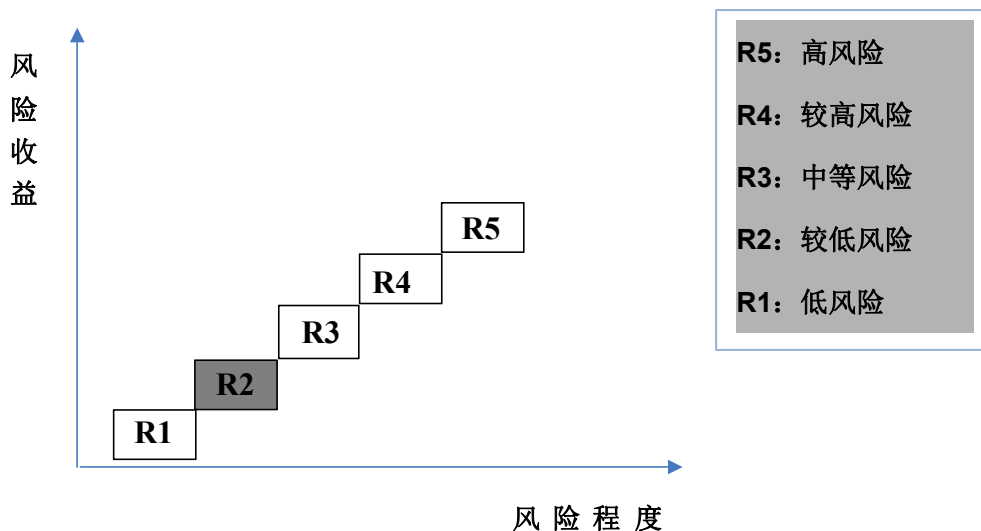 风
险
收
益
R5
R4
R3
R2
R1
风 险 程 度
R5：高风险
R4：较高风险
R3：中等风险
R2：较低风险
R1：低风险